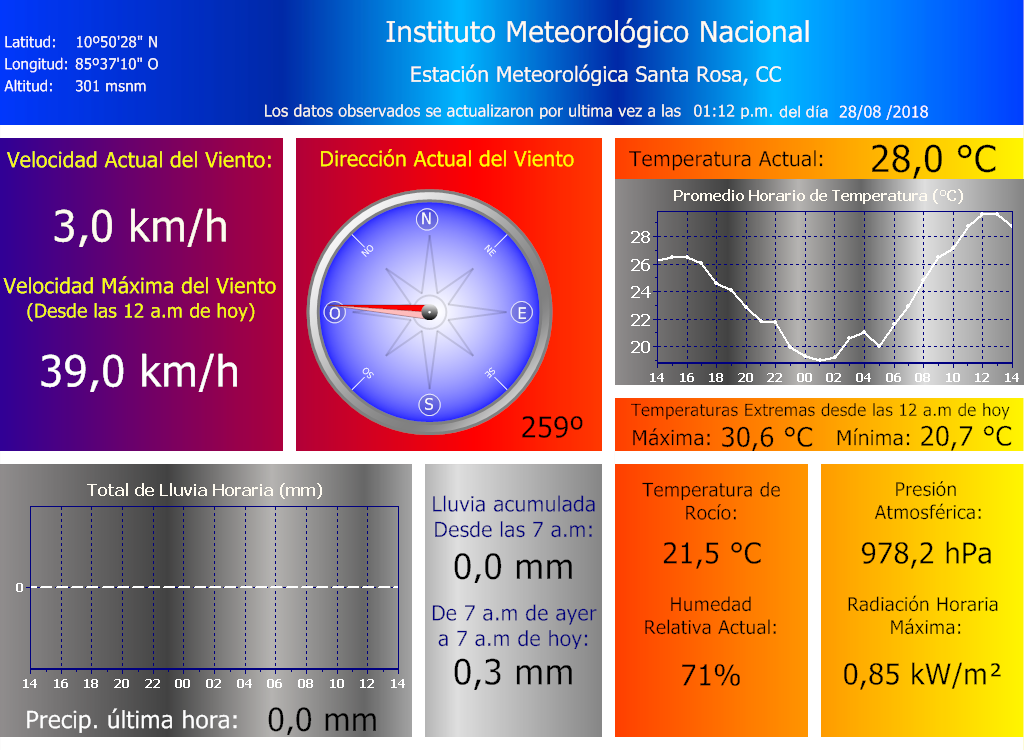 Instituto Meteorológico Nacional
Latitud: 10º50'28" N
Longitud: 85º37'10" O
Altitud: 301 msnm
Estación Meteorológica Santa Rosa, CC
Los datos observados se actualizaron por ultima vez a las 01:12 p.m. del día 28/08 /2018
Velocidad Actual del Viento:
3,0 km/h
Velocidad Máxima del Viento
(Desde las 12 a.m de hoy)
39,0 km/h
Dirección Actual del Viento
N
NO
NE
O
E
SO
SE
S
259º
Temperatura Actual: 28,0 °C
Promedio Horario de Temperatura (°C)
28
26
24
22
20
14 16 18 20 22 00 02 04 06 08 10 12 14
Temperaturas Extremas desde las 12 a.m de hoy
Máxima: 30,6 °C Mínima: 20,7 °C
Total de Lluvia Horaria (mm)
0
14 16 18 20 22 00 02 04 06 08 10 12 14
Precip. última hora: 0,0 mm
Lluvia acumulada
Desde las 7 a.m:
0,0 mm
De 7 a.m de ayer
a 7 a.m de hoy:
0,3 mm
Temperatura de
Rocío:
21,5 °C
Humedad
Relativa Actual:
71%
Presión
Atmosférica:
978,2 hPa
Radiación Horaria
Máxima:
0,85 kW/m²